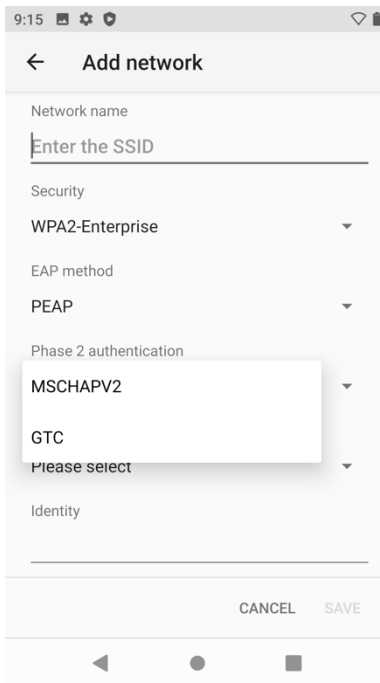 9:15
Add network
Network name
Enter the SSID
Security
WPA2-Enterprise
EAP method
PEAP
Phase 2 authentication
MSCHAPV2
GTC
Please select
Identity
CANCEL SAVE